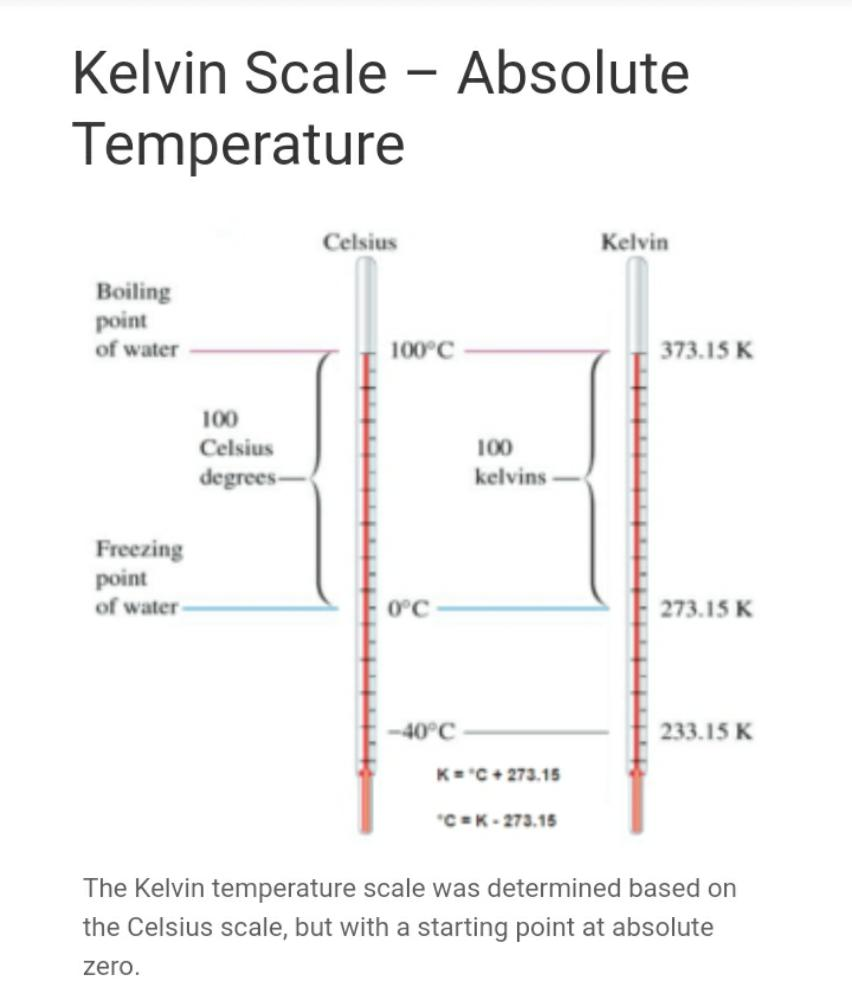 Kelvin Scale – Absolute
Temperature
Celsius
Kelvin
Boiling
point
of water
100°C
373.15 K
100
Celsius
degrees
100
kelvins
Freezing
point
of water
0°C
273.15 K
-40°C
233.15 K
K = °C + 273.15
°C = K - 273.15
The Kelvin temperature scale was determined based on
the Celsius scale, but with a starting point at absolute
zero.